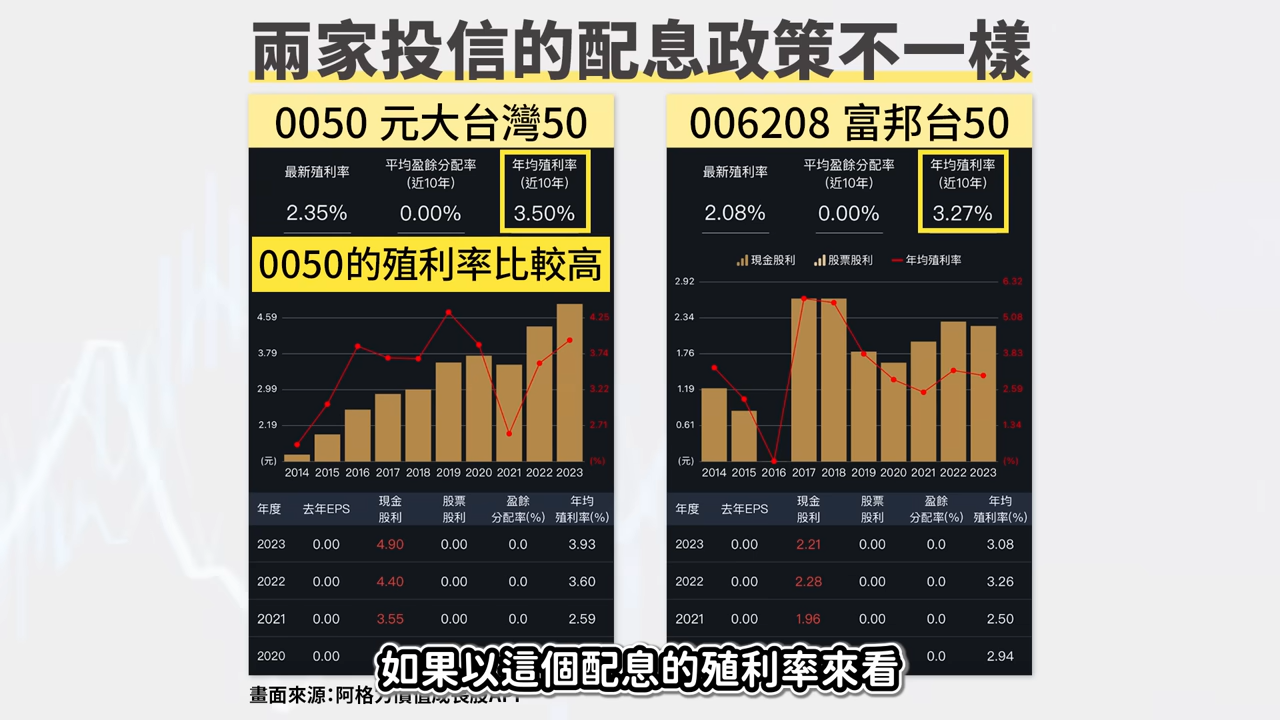 兩家投信的配息政策不一樣
0050 元大台灣50
最新殖利率
2.35%
平均盈餘分配率
(近10年)
0.00%
年均殖利率
(近10年)
3.50%
0050的殖利率比較高
4.59
3.79
2.99
2.19
(元)
4.25
3.74
3.22
2.71
(%)
2014 2015 2016 2017 2018 2019 2020 2021 2022 2023
年度 去年EPS 現金股利 股票股利 盈餘分配率(%) 年均殖利率(%)
2023 0.00 4.90 0.00 0.0 3.93
2022 0.00 4.40 0.00 0.0 3.60
2021 0.00 3.55 0.00 0.0 2.59
2020 0.00
006208 富邦台50
最新殖利率
2.08%
平均盈餘分配率
(近10年)
0.00%
年均殖利率
(近10年)
3.27%
現金股利 股票股利 年均殖利率
2.92
2.34
1.76
1.19
0.61
(元)
6.32
5.08
3.83
2.59
1.34
(%)
2014 2015 2016 2017 2018 2019 2020 2021 2022 2023
年度 去年EPS 現金股利 股票股利 盈餘分配率(%) 年均殖利率(%)
2023 0.00 2.21 0.00 0.0 3.08
2022 0.00 2.28 0.00 0.0 3.26
2021 0.00 1.96 0.00 0.0 2.50
0.0 2.94
如果以這個配息的殖利率來看
畫面來源:阿格力價值成長股APP